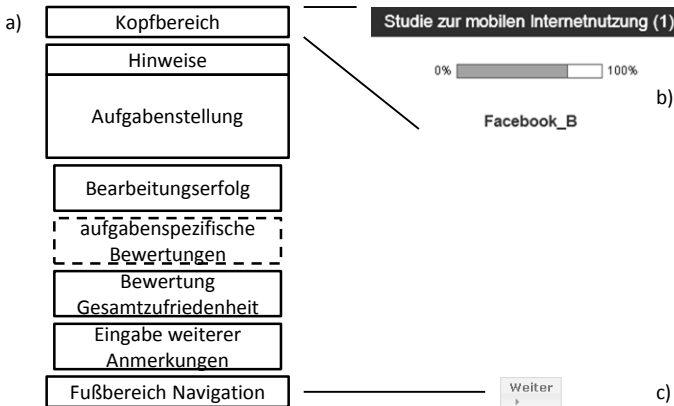 a)
Kopfbereich
Hinweise
Aufgabenstellung
Bearbeitungserfolg
aufgabenspezifische
Bewertungen
Bewertung
Gesamtzufriedenheit
Eingabe weiterer
Anmerkungen
Fußbereich Navigation
Studie zur mobilen Internetnutzung (1)
0% 100%
b)
Facebook_B
Weiter
c)